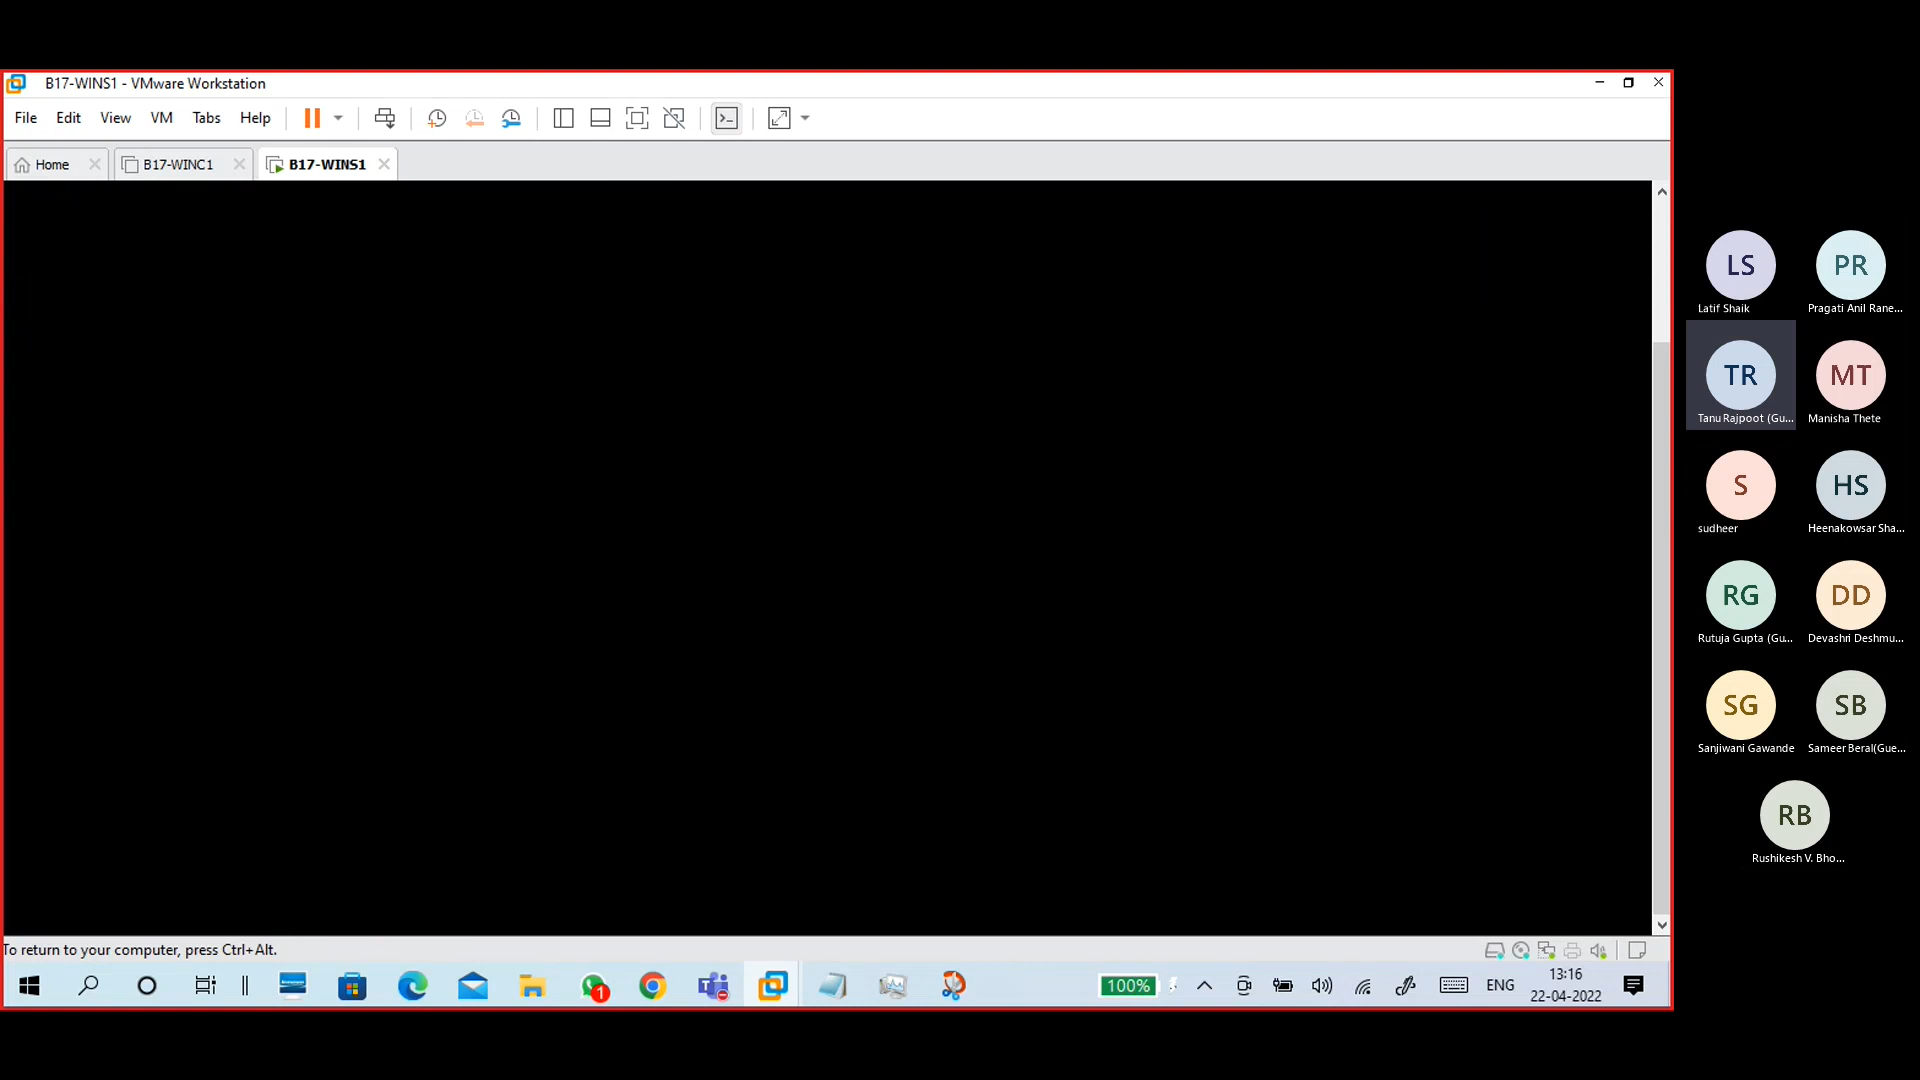 B17-WINS1 - VMware Workstation
File Edit View VM Tabs Help
Home B17-WINC1 B17-WINS1
LS PR
Latif Shaik Pragati Anil Rane...
TR MT
Tanu Rajpoot (Gu... Manisha Thete
S HS
sudheer Heenakowsar Sha...
RG DD
Rutuja Gupta (Gu... Devashri Deshmu...
SG SB
Sanjiwani Gawande Sameer Beral(Gue...
RB
Rushikesh V. Bho...
To return to your computer, press Ctrl+Alt.
1 T 100% ENG 13:16
22-04-2022